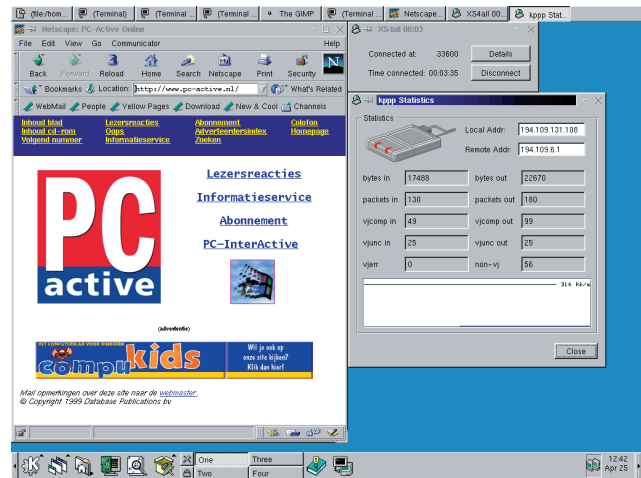 (file:/hom...
(Terminal)
(Terminal ...
(Terminal ...
The GIMP
(Terminal ...
Netscape...
XS4all 00:...
kppp Stat...
Netscape: PC-Active Online
File Edit View Go Communicator Help
Back Forward Reload Home Search Netscape Print Security
N
Bookmarks Location: http://www.pc-active.nl/ What's Related
WebMail People Yellow Pages Download New & Cool Channels
Inhoud blad Lezersreacties Abonnement Colofon
Inhoud cd-rom Oops Adverteerdersindex Homepage
Volgend nummer Informatieservice Zoeken
PC
active
Lezersreacties
Informatieservice
Abonnement
PC-InterActive
(advertentie)
HET COMPUTERBLAD VOOR KINDEREN
compukids
Wil je ook op
onze site kijken?
Klik dan hier!
Mail opmerkingen over deze site naar de webmaster.
© Copyright 1999 Database Publications bv
XS4all 00:03
Connected at: 33600 Details
Time connected: 00:03:35 Disconnect
kppp Statistics
Statistics
Local Addr: 194.109.131.108
Remote Addr: 194.109.6.1
bytes in 17488 bytes out 22670
packets in 130 packets out 180
vjcomp in 49 vjcomp out 99
vjunc in 25 vjunc out 25
vjerr 0 non-vj 56
316 kb/s
Close
K
One Three
Two Four
12:42
Apr 25